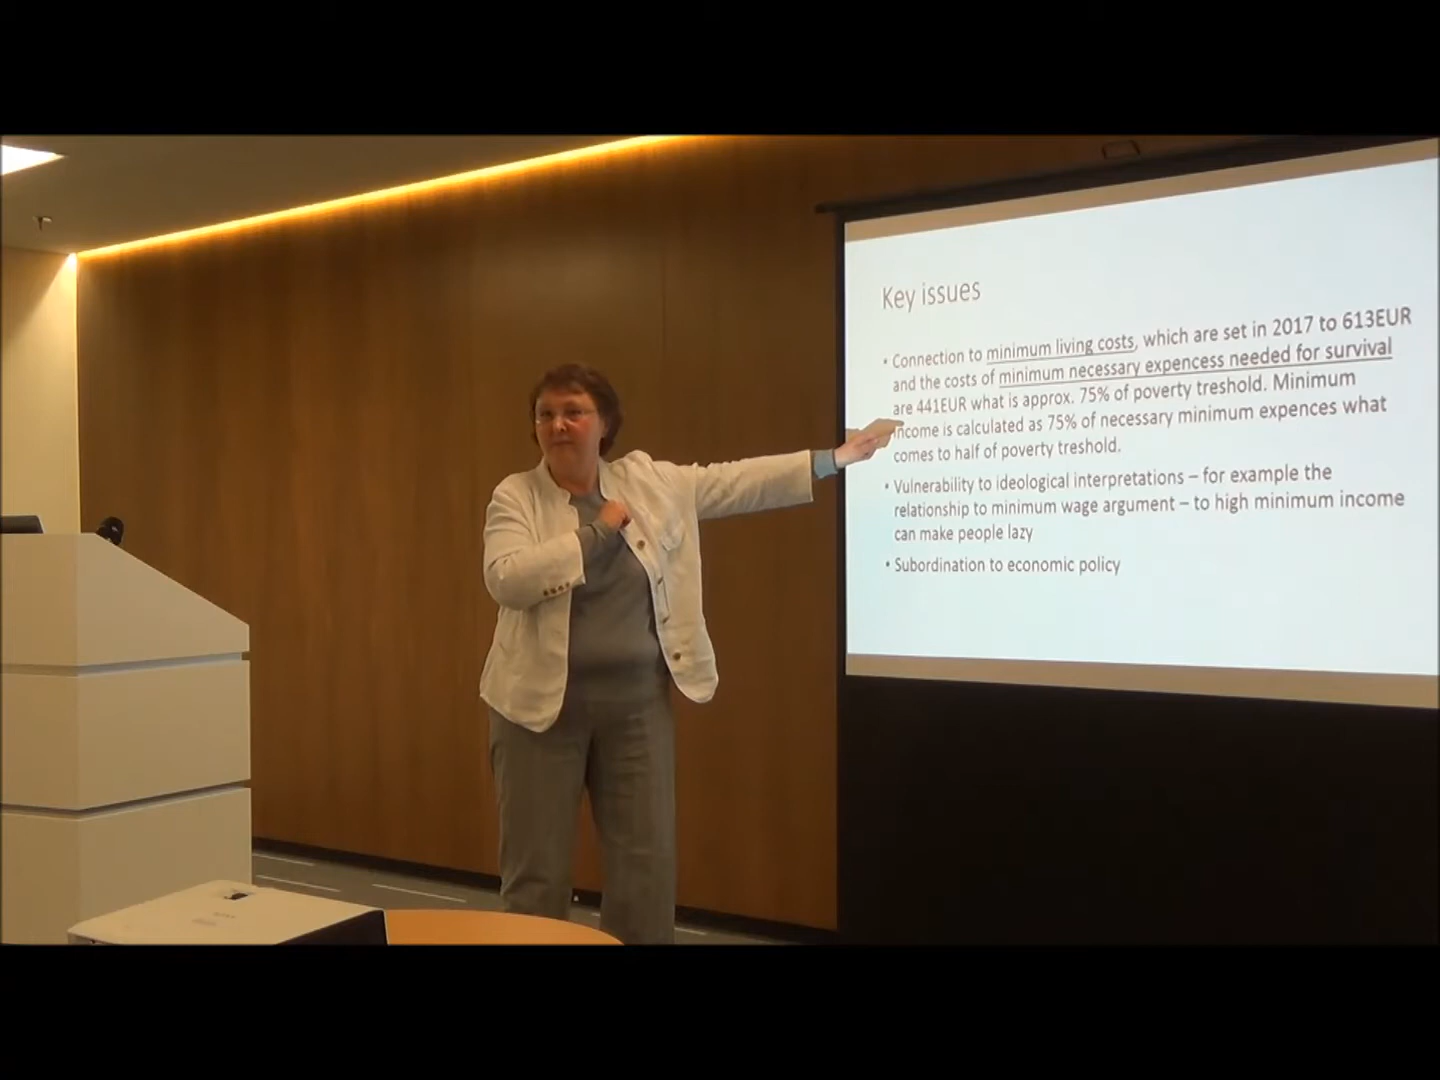 Key issues
• Connection to minimum living costs, which are set in 2017 to 613EUR
and the costs of minimum necessary expencess needed for survival
are 441EUR what is approx. 75% of poverty treshold. Minimum
income is calculated as 75% of necessary minimum expences what
comes to half of poverty treshold.
• Vulnerability to ideological interpretations – for example the
relationship to minimum wage argument – to high minimum income
can make people lazy
• Subordination to economic policy